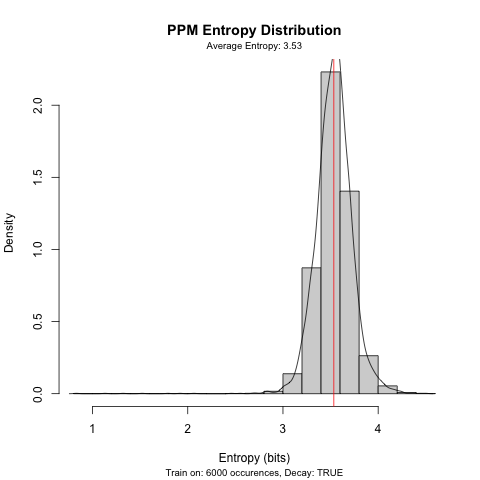 PPM Entropy Distribution
Average Entropy: 3.53
Density
2.0
1.5
1.0
0.5
0.0
1 2 3 4
Entropy (bits)
Train on: 6000 occurences, Decay: TRUE